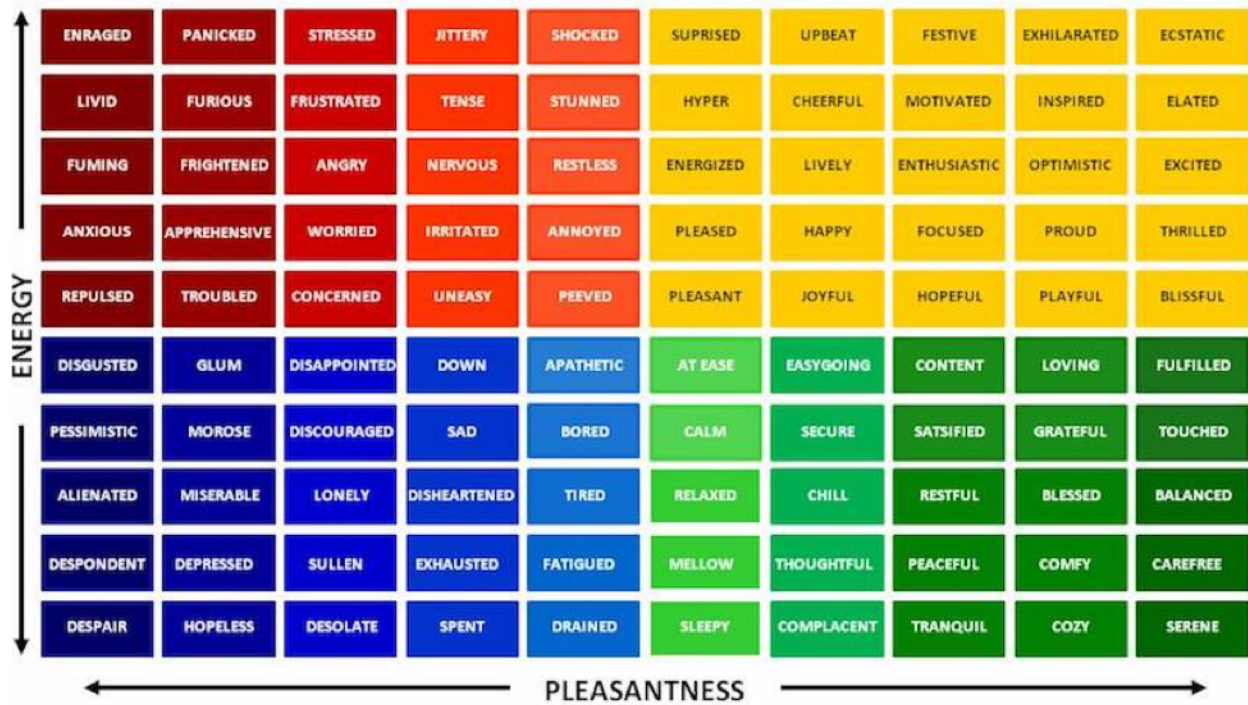 ENRAGED PANICKED STRESSED JITTERY SHOCKED SUPRISED UPBEAT FESTIVE EXHILARATED ECSTATIC
LIVID FURIOUS FRUSTRATED TENSE STUNNED HYPER CHEERFUL MOTIVATED INSPIRED ELATED
FUMING FRIGHTENED ANGRY NERVOUS RESTLESS ENERGIZED LIVELY ENTHUSIASTIC OPTIMISTIC EXCITED
ANXIOUS APPREHENSIVE WORRIED IRRITATED ANNOYED PLEASED HAPPY FOCUSED PROUD THRILLED
REPULSED TROUBLED CONCERNED UNEASY PEEVED PLEASANT JOYFUL HOPEFUL PLAYFUL BLISSFUL
ENERGY
DISGUSTED GLUM DISAPPOINTED DOWN APATHETIC AT EASE EASYGOING CONTENT LOVING FULFILLED
PESSIMISTIC MOROSE DISCOURAGED SAD BORED CALM SECURE SATSIFIED GRATEFUL TOUCHED
ALIENATED MISERABLE LONELY DISHEARTENED TIRED RELAXED CHILL RESTFUL BLESSED BALANCED
DESPONDENT DEPRESSED SULLEN EXHAUSTED FATIGUED MELLOW THOUGHTFUL PEACEFUL COMFY CAREFREE
DESPAIR HOPELESS DESOLATE SPENT DRAINED SLEEPY COMPLACENT TRANQUIL COZY SERENE
PLEASANTNESS